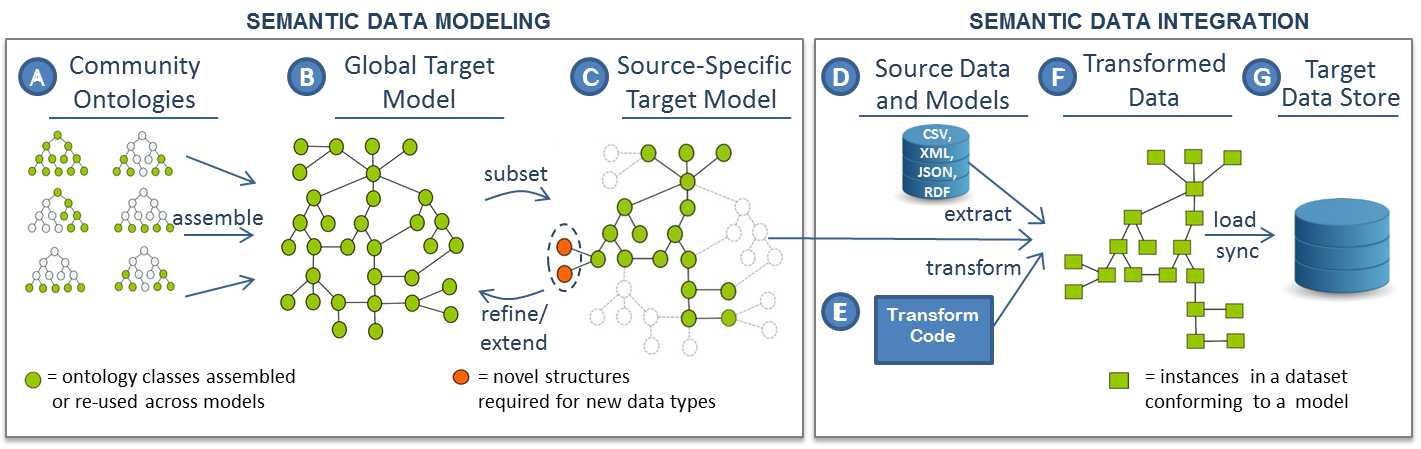 SEMANTIC DATA MODELING
A
Community
Ontologies
B
Global Target
Model
C
Source-Specific
Target Model
assemble
subset
refine/
extend
= ontology classes assembled
or re-used across models
= novel structures
required for new data types
SEMANTIC DATA INTEGRATION
D
Source Data
and Models
F
Transformed
Data
G
Target
Data Store
CSV,
XML,
JSON,
RDF
extract
transform
load
sync
E
Transform
Code
= instances in a dataset
conforming to a model